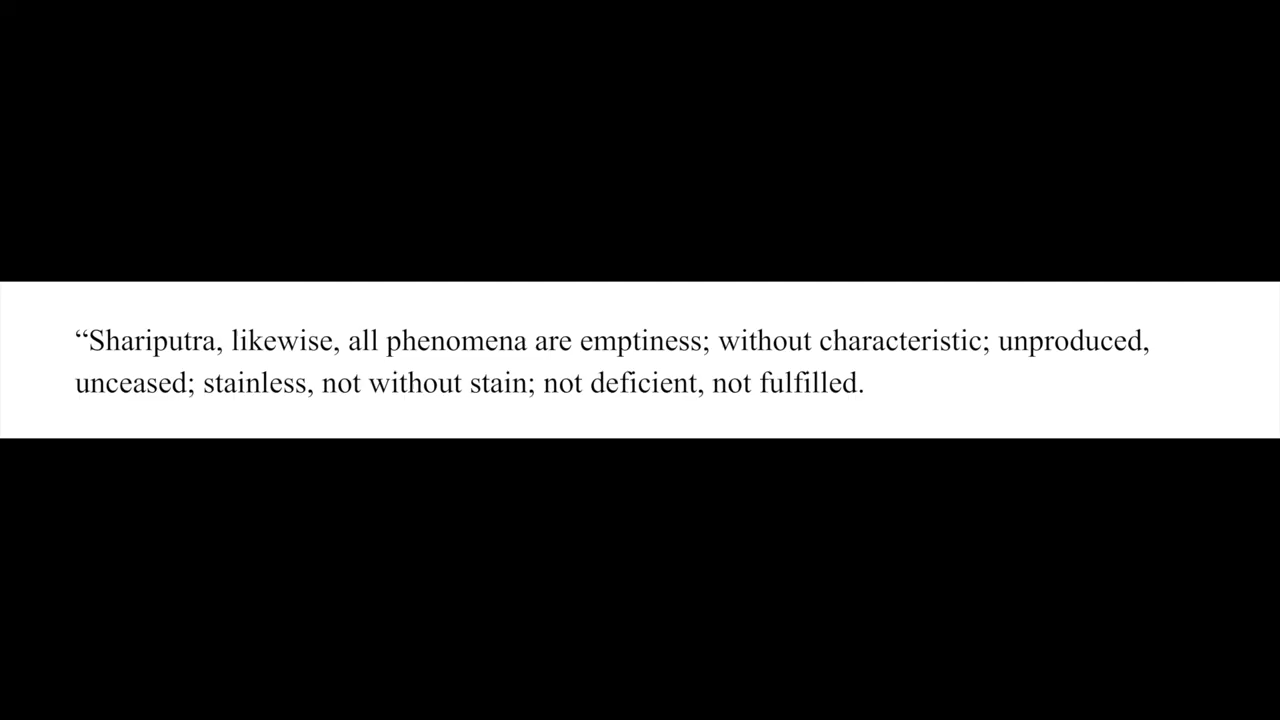 “Shariputra, likewise, all phenomena are emptiness; without characteristic; unproduced,
unceased; stainless, not without stain; not deficient, not fulfilled.